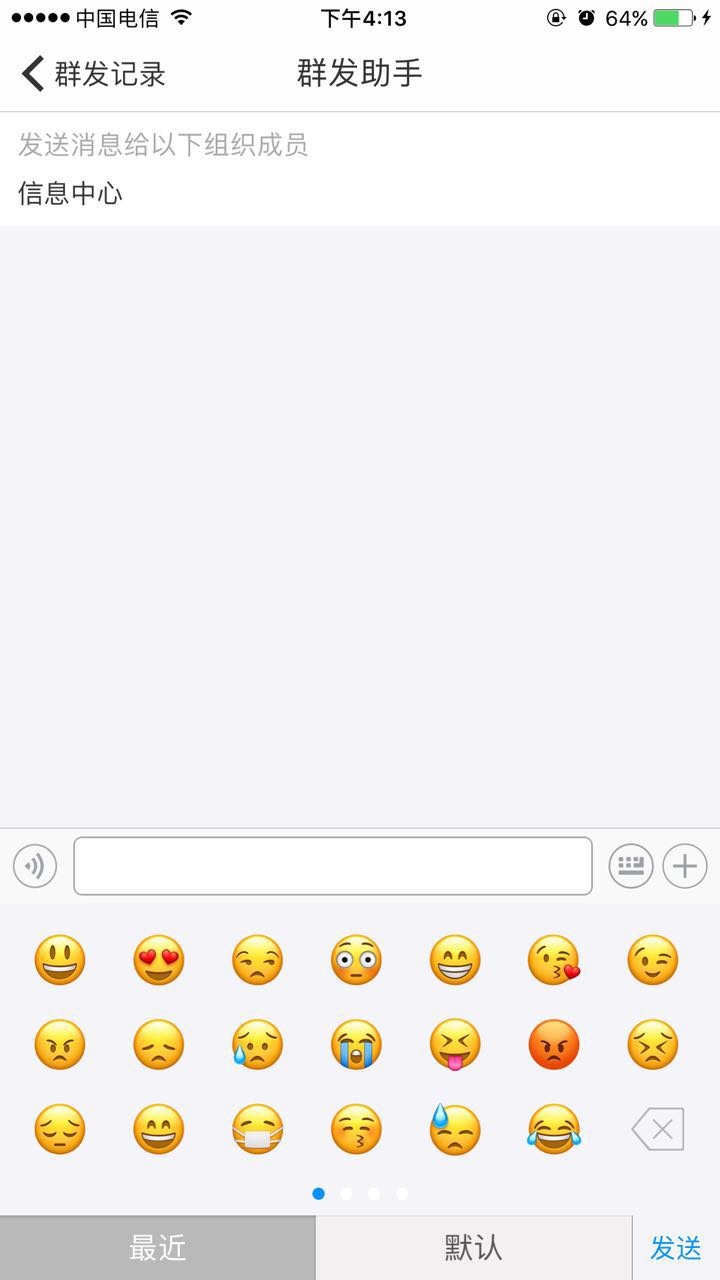 中国电信 下午4:13 64%
群发记录 群发助手
发送消息给以下组织成员
信息中心
最近 默认 发送